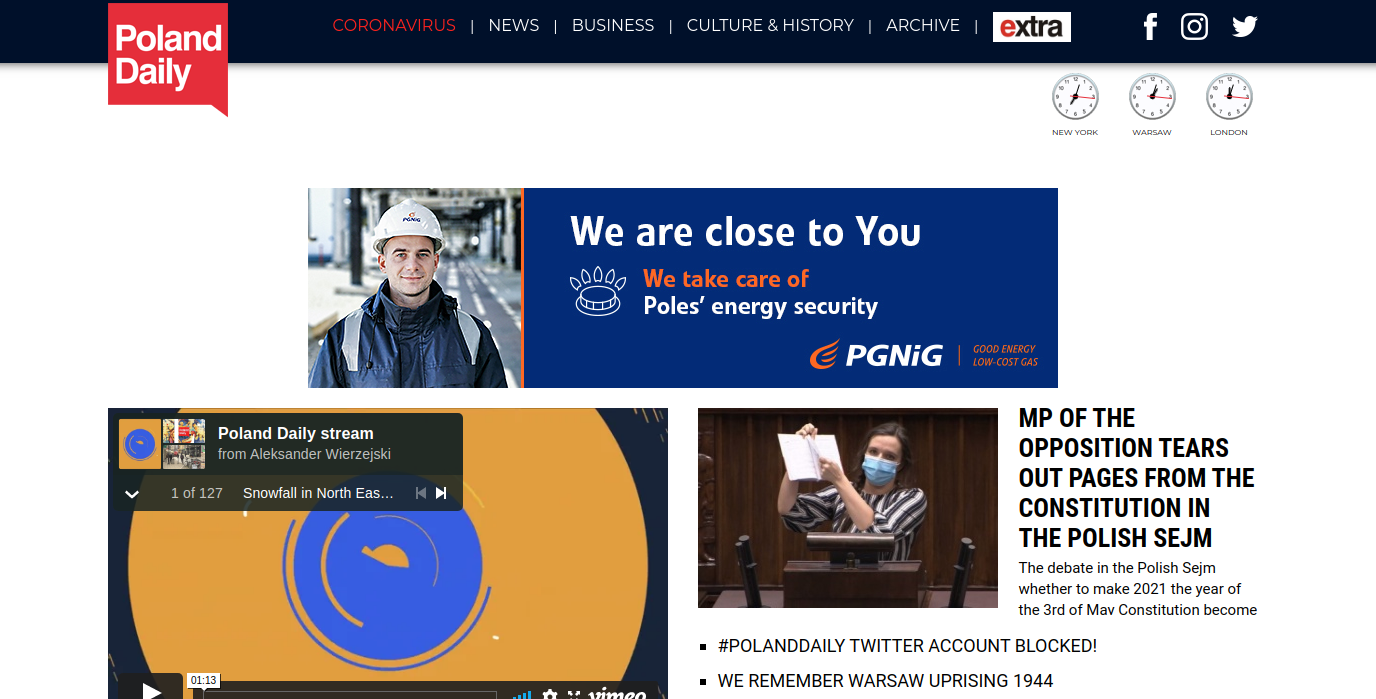 Poland
Daily
CORONAVIRUS | NEWS | BUSINESS | CULTURE & HISTORY | ARCHIVE | extra
NEW YORK WARSAW LONDON
PGNiG
We are close to You
We take care of
Poles’ energy security
PGNiG | GOOD ENERGY
LOW-COST GAS
Poland Daily stream
from Aleksander Wierzejski
1 of 127 Snowfall in North Eas…
01:13
vimeo
MP OF THE
OPPOSITION TEARS
OUT PAGES FROM THE
CONSTITUTION IN
THE POLISH SEJM
The debate in the Polish Sejm
whether to make 2021 the year of
the 3rd of May Constitution become
#POLANDDAILY TWITTER ACCOUNT BLOCKED!
WE REMEMBER WARSAW UPRISING 1944